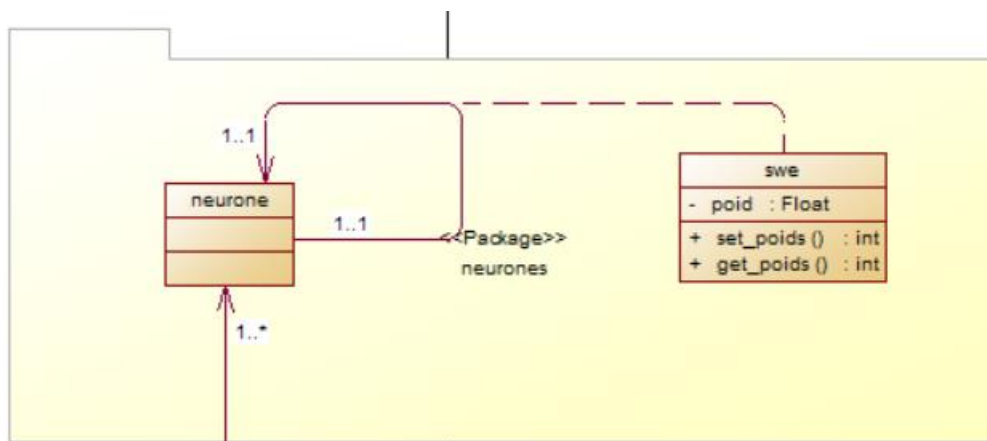 1..1
neurone
1..1
<<Package>>
neurones
1..*
swe
- poid : Float
+ set_poids () : int
+ get_poids () : int